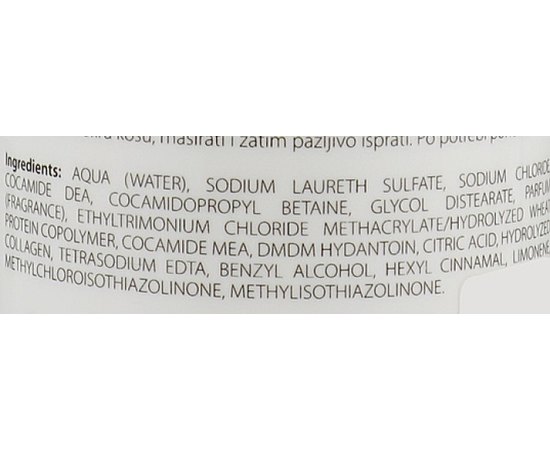 kosu, masirati i zatim pažljivo isprati. Po potrebi
Ingredients: AQUA (WATER), SODIUM LAURETH SULFATE, SODIUM CHLORIDE,
COCAMIDE DEA, COCAMIDOPROPYL BETAINE, GLYCOL DISTEARATE, PARFUM
(FRAGRANCE), ETHYLTRIMONIUM CHLORIDE METHACRYLATE/HYDROLYZED WHEAT
PROTEIN COPOLYMER, COCAMIDE MEA, DMDM HYDANTOIN, CITRIC ACID, HYDROLYZED
COLLAGEN, TETRASODIUM EDTA, BENZYL ALCOHOL, HEXYL CINNAMAL, LIMONENE,
METHYLCHLOROISOTHIAZOLINONE, METHYLISOTHIAZOLINONE.